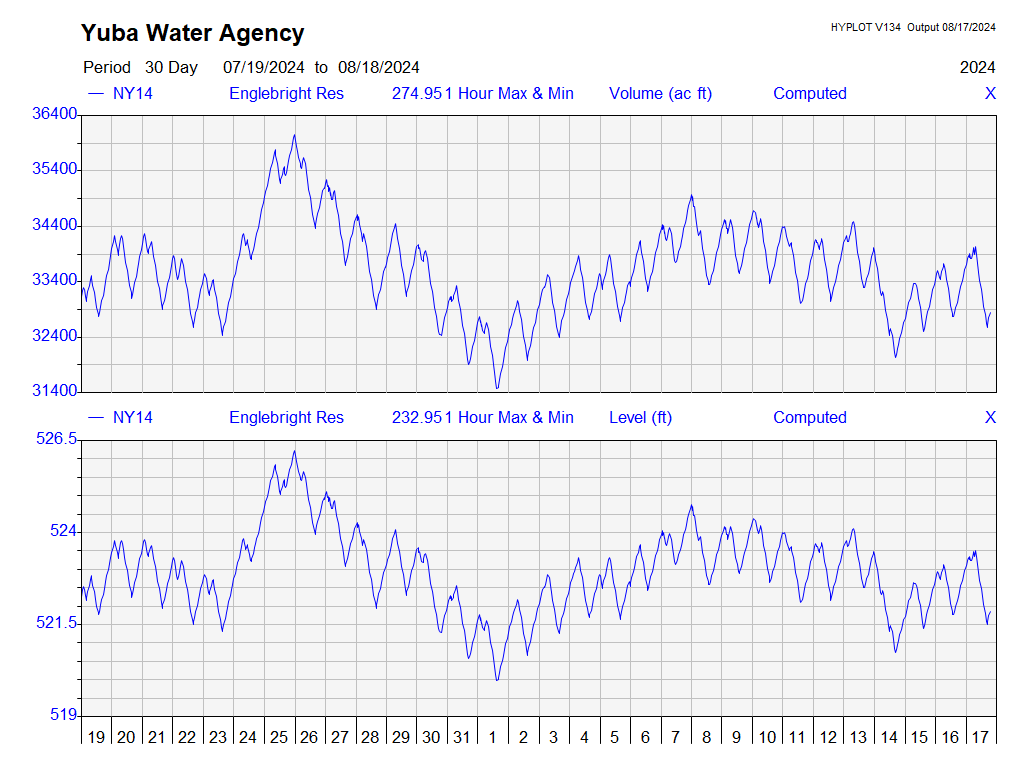 Yuba Water Agency
HYPLOT V134 Output 08/17/2024
Period 30 Day 07/19/2024 to 08/18/2024
2024
NY14 Englebright Res 274.951 Hour Max & Min Volume (ac ft) Computed X
36400
35400
34400
33400
32400
31400
NY14 Englebright Res 232.951 Hour Max & Min Level (ft) Computed X
526.5
524
521.5
519
19 20 21 22 23 24 25 26 27 28 29 30 31 1 2 3 4 5 6 7 8 9 10 11 12 13 14 15 16 17